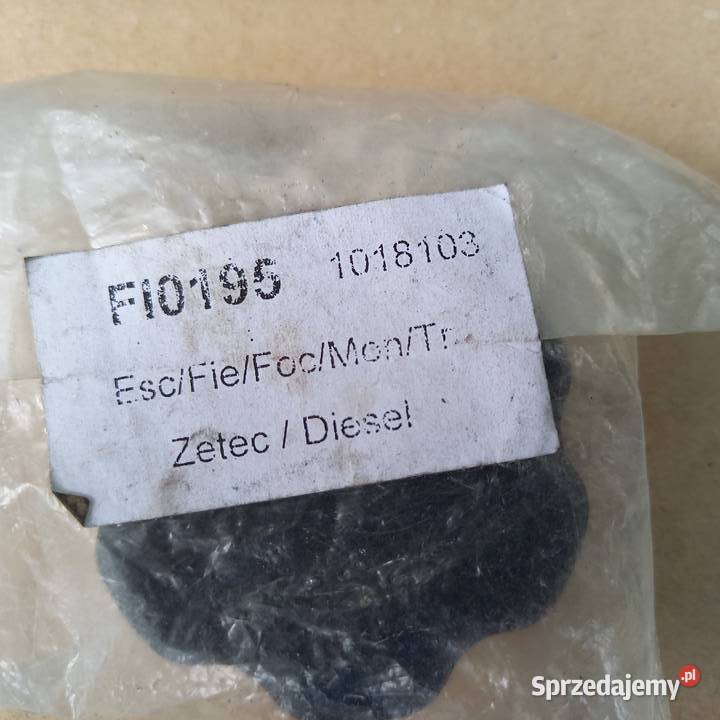 FI0195 1018103
Esc/Fie/Foc/Mon/Tr
Zetec / Diesel
Sprzedajemy.pl